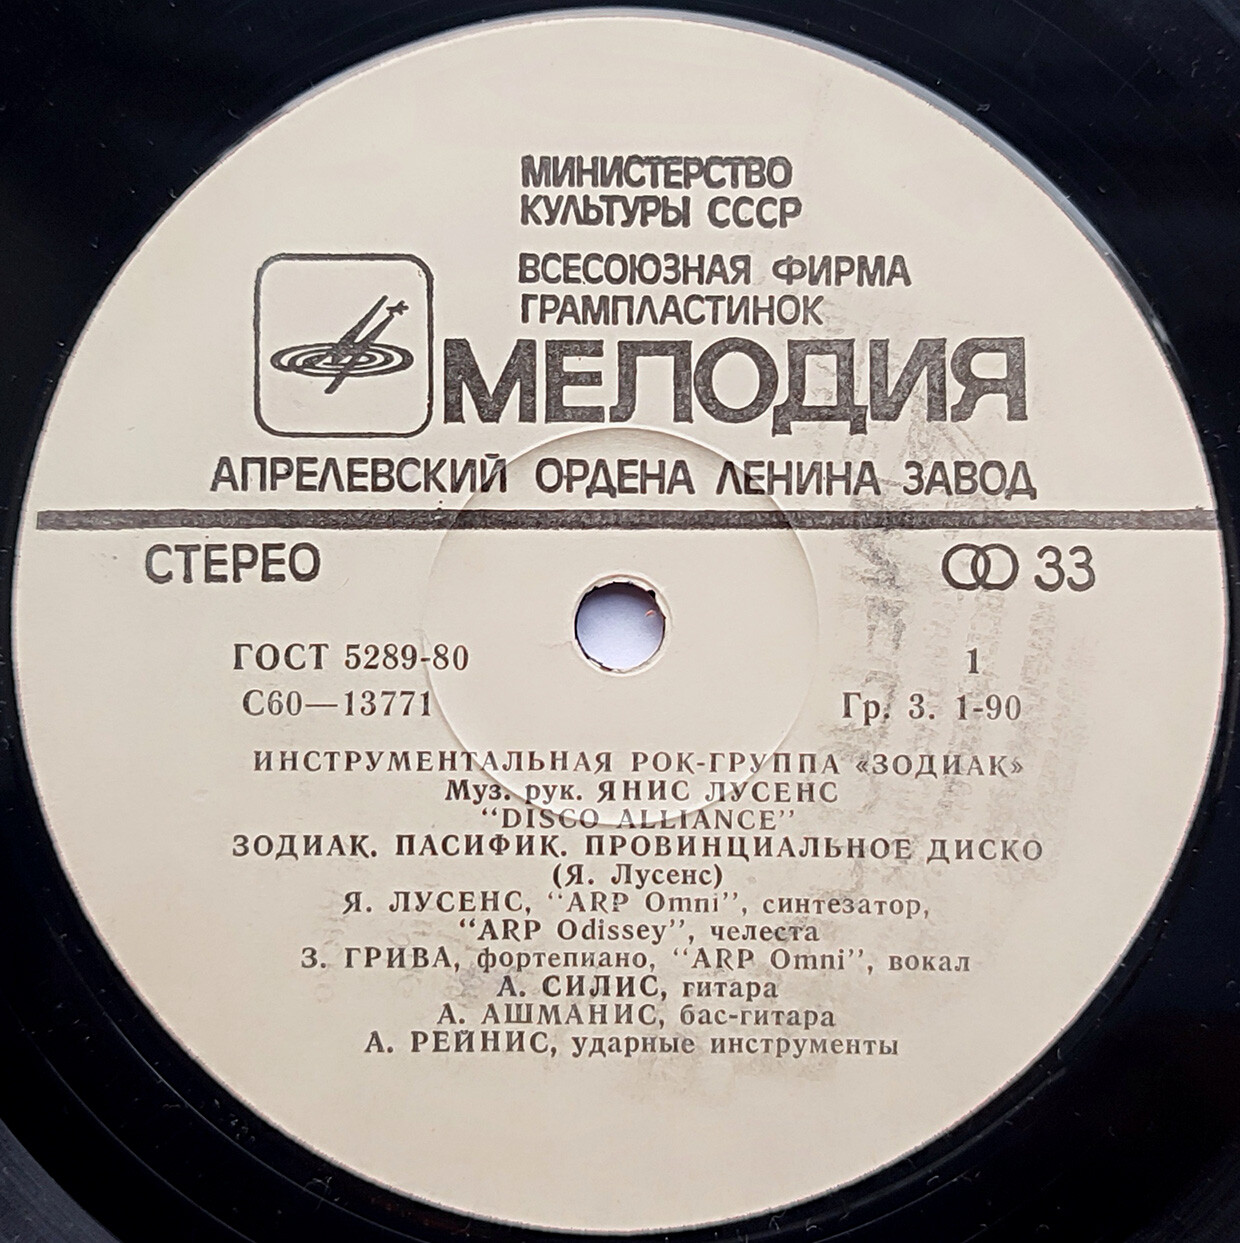 МИНИСТЕРСТВО
КУЛЬТУРЫ СССР
ВСЕСОЮЗНАЯ ФИРМА
ГРАМПЛАСТИНОК
МЕЛОДИЯ
АПРЕЛЕВСКИЙ ОРДЕНА ЛЕНИНА ЗАВОД
СТЕРЕО 33
ГОСТ 5289-80 1
С60—13771 Гр. 3. 1-90
ИНСТРУМЕНТАЛЬНАЯ РОК-ГРУППА «ЗОДИАК»
Муз. рук. ЯНИС ЛУСЕНС
“DISCO ALLIANCE”
ЗОДИАК. ПАСИФИК. ПРОВИНЦИАЛЬНОЕ ДИСКО
(Я. Лусенс)
Я. ЛУСЕНС, “ARP Omni”, синтезатор,
“ARP Odissey”, челеста
З. ГРИВА, фортепиано, “ARP Omni”, вокал
А. СИЛИС, гитара
А. АШМАНИС, бас-гитара
А. РЕЙНИС, ударные инструменты